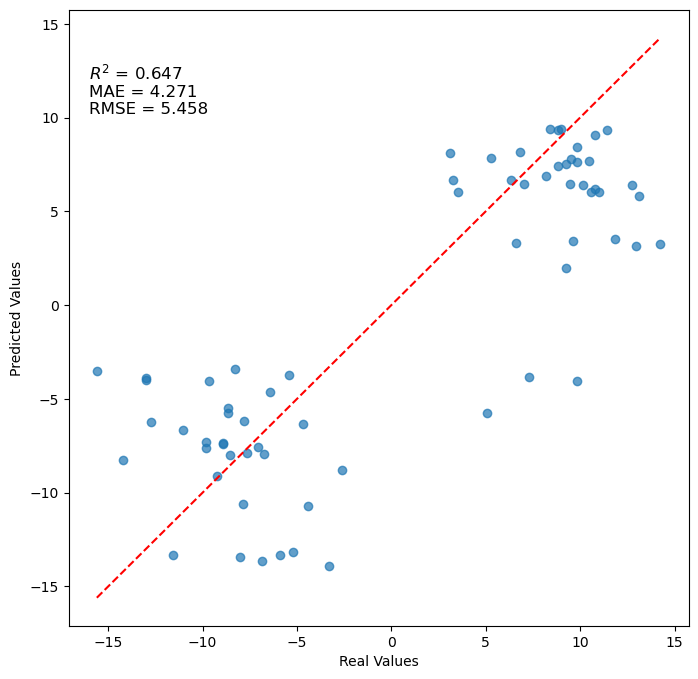 R² = 0.647
MAE = 4.271
RMSE = 5.458
15
10
5
0
−5
−10
−15
Predicted Values
−15 −10 −5 0 5 10 15
Real Values